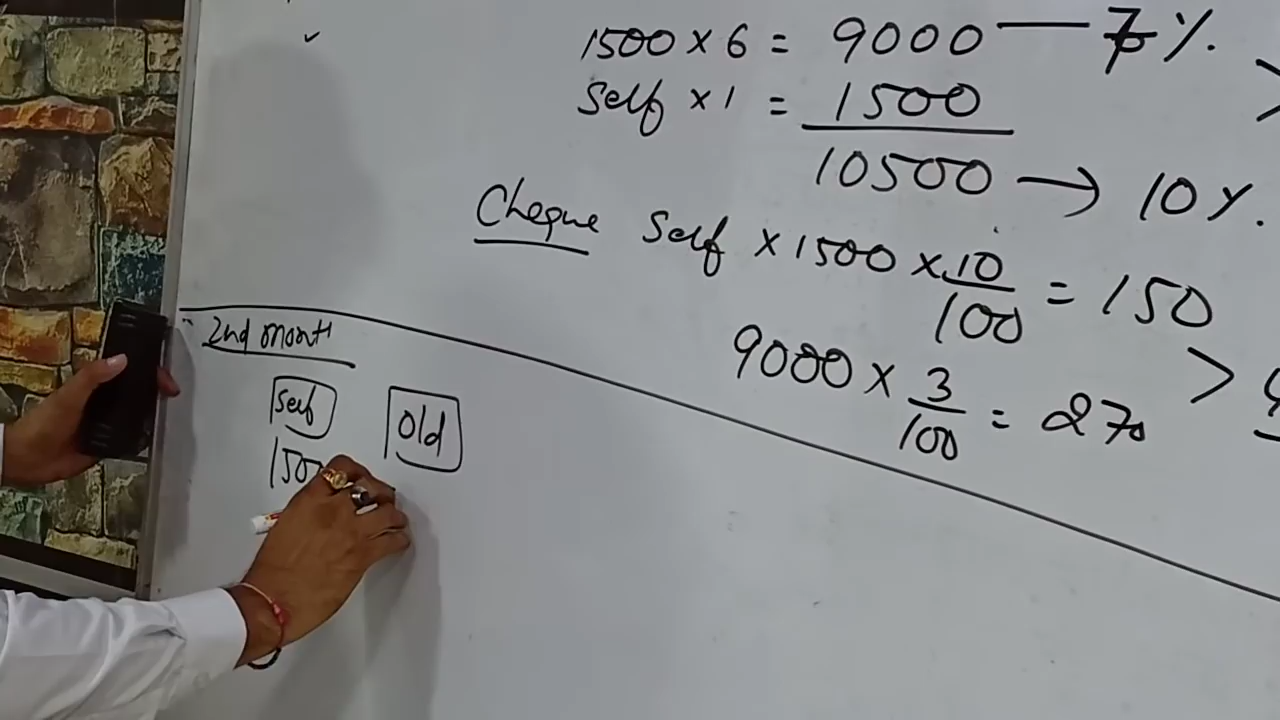 1500 × 6 = 9000 — 7 %.
Self × 1 = 1500
10500 → 10 %.
Cheque Self × 1500 × 10/100 = 150
9000 × 3/100 = 270 >
2nd month
Self Old
1500